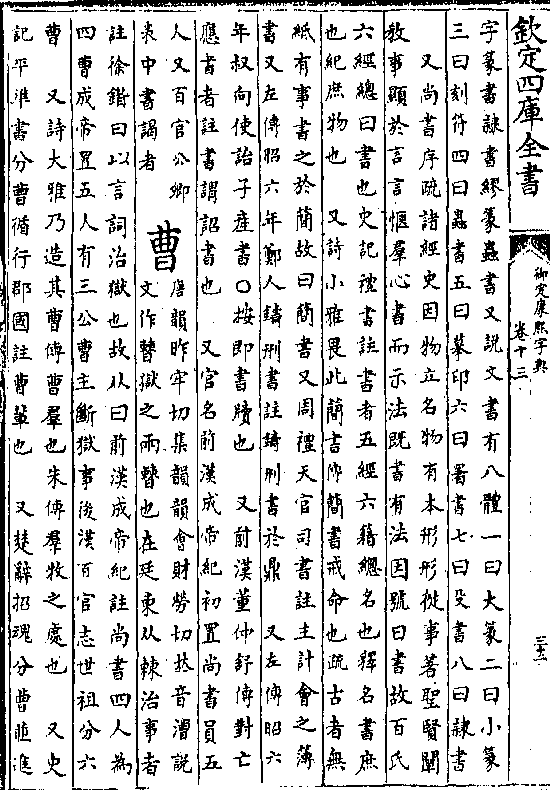 欽定四庫全書
御定康熙字典
卷十三
三十一
字篆書隸書繆篆蟲書又說文書有八體一曰大篆二曰小篆
三曰刻符四曰蟲書五曰摹印六曰署書七曰殳書八曰隸書
又尚書序疏諸經史因物立名物有本形形從事著聖賢闡
敎事顯於言言愜羣心書而示法既書有法因號曰書故百氏
六經總曰書也史記禮書註書者五經六籍總名也釋名書庶
也紀庶物也 又詩小雅畏此簡書傳簡書戒命也疏古者無
紙有事書之於簡故曰簡書又周禮天官司書註主計會之簿
書又左傳昭六年鄭人鑄刑書註鑄刑書於鼎 又左傳昭六
年叔向使詒子産書○按即書牘也 又前漢董仲舒傳對亡
應書者註書謂詔書也 又官名前漢成帝紀初置尚書員五
人又百官公卿表中書謁者
曹 唐韻昨牢切集韻韻會財勞切𠀤音漕說文作𣍘獄之兩𣍘也在廷東从棘治事者
註徐鍇曰以言詞治獄也故从曰前漢成帝紀註尚書四人為
四曹成帝置五人有三公曹主斷獄事後漢百官志世祖分六
曹 又詩大雅乃造其曹傳曹羣也朱傳羣牧之處也 又史
記平準書分曹循行郡國註曹輩也 又楚辭招魂分曹並進